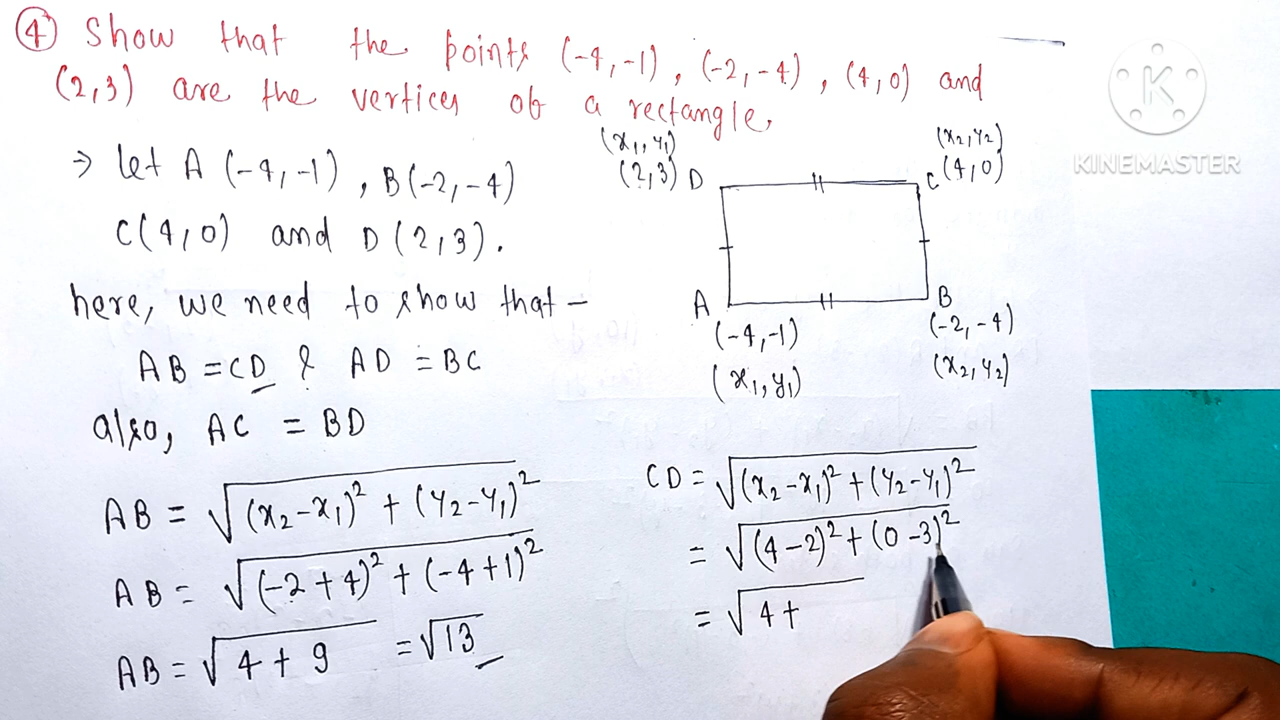 ④ Show that the points (-4,-1), (-2,-4), (4,0) and
(2,3) are the vertices of a rectangle.
⇒ let A (-4,-1), B(-2,-4)
C(4,0) and D(2,3).
here, we need to show that -
AB = CD & AD = BC
also, AC = BD
AB = √(x₂-x₁)² + (y₂-y₁)²
AB = √(-2+4)² + (-4+1)²
AB = √4+9 = √13
(x₁,y₁)
(2,3) D
(x₂,y₂)
C (4,0)
A
(-4,-1)
(x₁,y₁)
B
(-2,-4)
(x₂,y₂)
CD = √(x₂-x₁)² + (y₂-y₁)²
= √(4-2)² + (0-3)²
= √4+
K
KINEMASTER